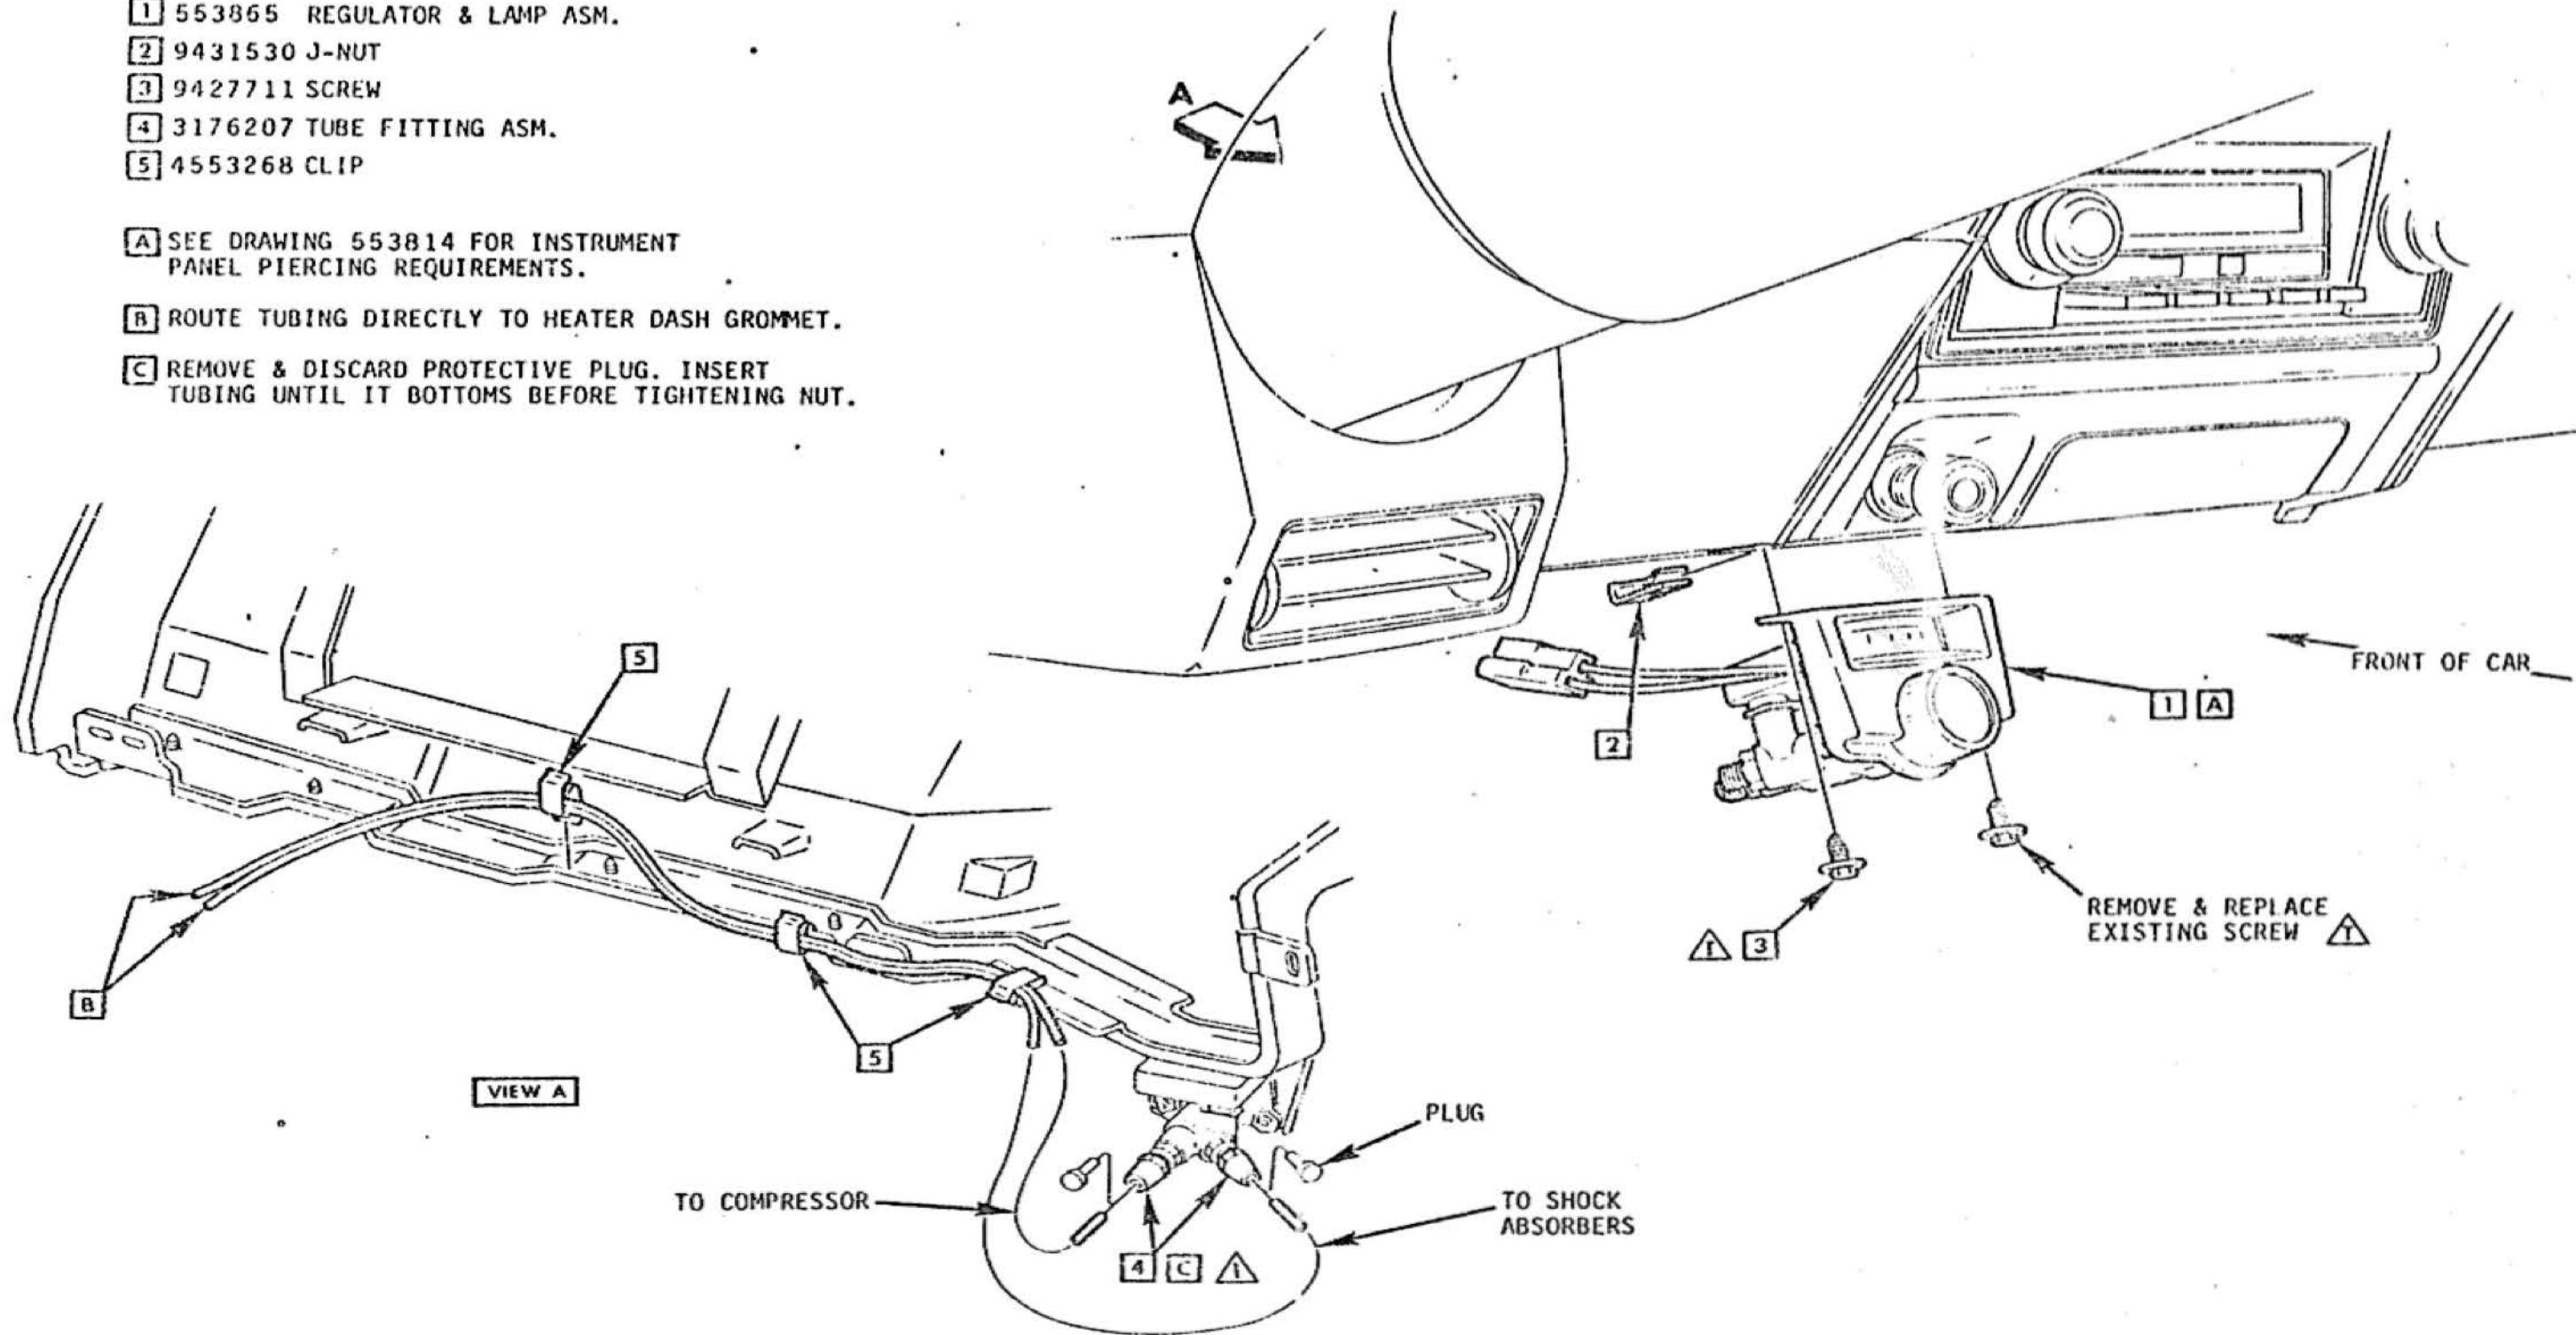 1 553865 REGULATOR & LAMP ASM.
2 9431530 J-NUT
3 9427711 SCREW
4 3176207 TUBE FITTING ASM.
5 4553268 CLIP
A SEE DRAWING 553814 FOR INSTRUMENT
PANEL PIERCING REQUIREMENTS.
B ROUTE TUBING DIRECTLY TO HEATER DASH GROMMET.
C REMOVE & DISCARD PROTECTIVE PLUG. INSERT
TUBING UNTIL IT BOTTOMS BEFORE TIGHTENING NUT.
A
5
2
FRONT OF CAR
1 A
REMOVE & REPLACE
EXISTING SCREW T
T 3
B
5
VIEW A
PLUG
TO COMPRESSOR
TO SHOCK
ABSORBERS
4 C